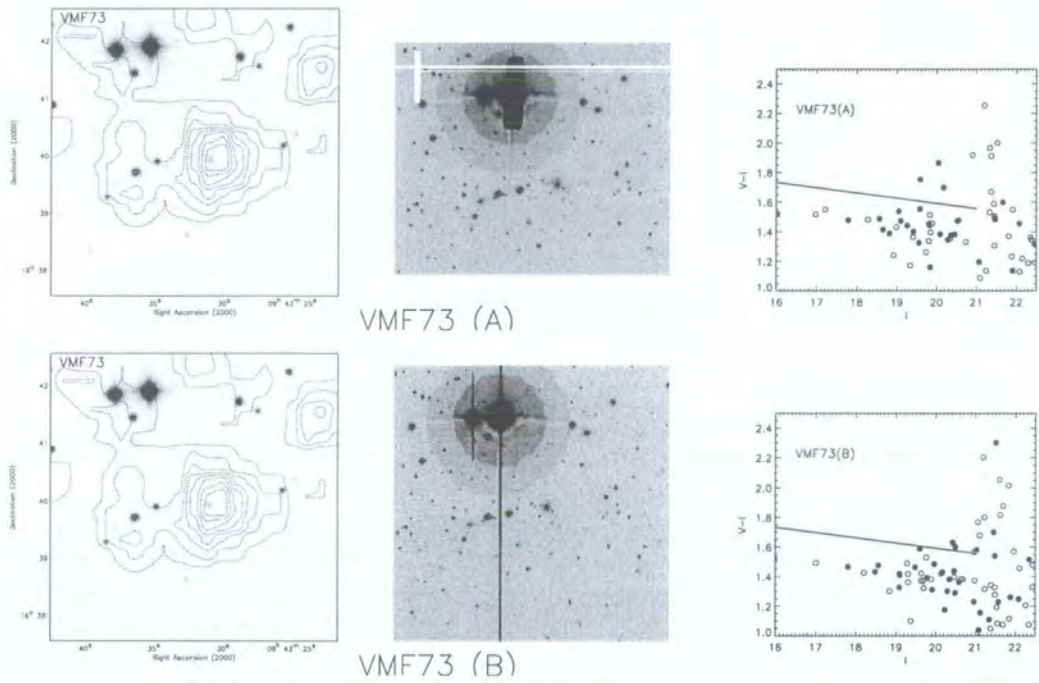 VMF73
42
41
40
39
18° 38'
Declination (2000)
40ˢ 35ˢ 30ˢ 09ʰ 43ᵐ 25ˢ
Right Ascension (2000)
VMF73 (A)
VMF73(A)
2.4
2.2
2.0
1.8
1.6
1.4
1.2
1.0
V-I
16 17 18 19 20 21 22
I
VMF73
42
41
40
39
18° 38'
Declination (2000)
40ˢ 35ˢ 30ˢ 09ʰ 43ᵐ 25ˢ
Right Ascension (2000)
VMF73 (B)
VMF73(B)
2.4
2.2
2.0
1.8
1.6
1.4
1.2
1.0
V-I
16 17 18 19 20 21 22
I